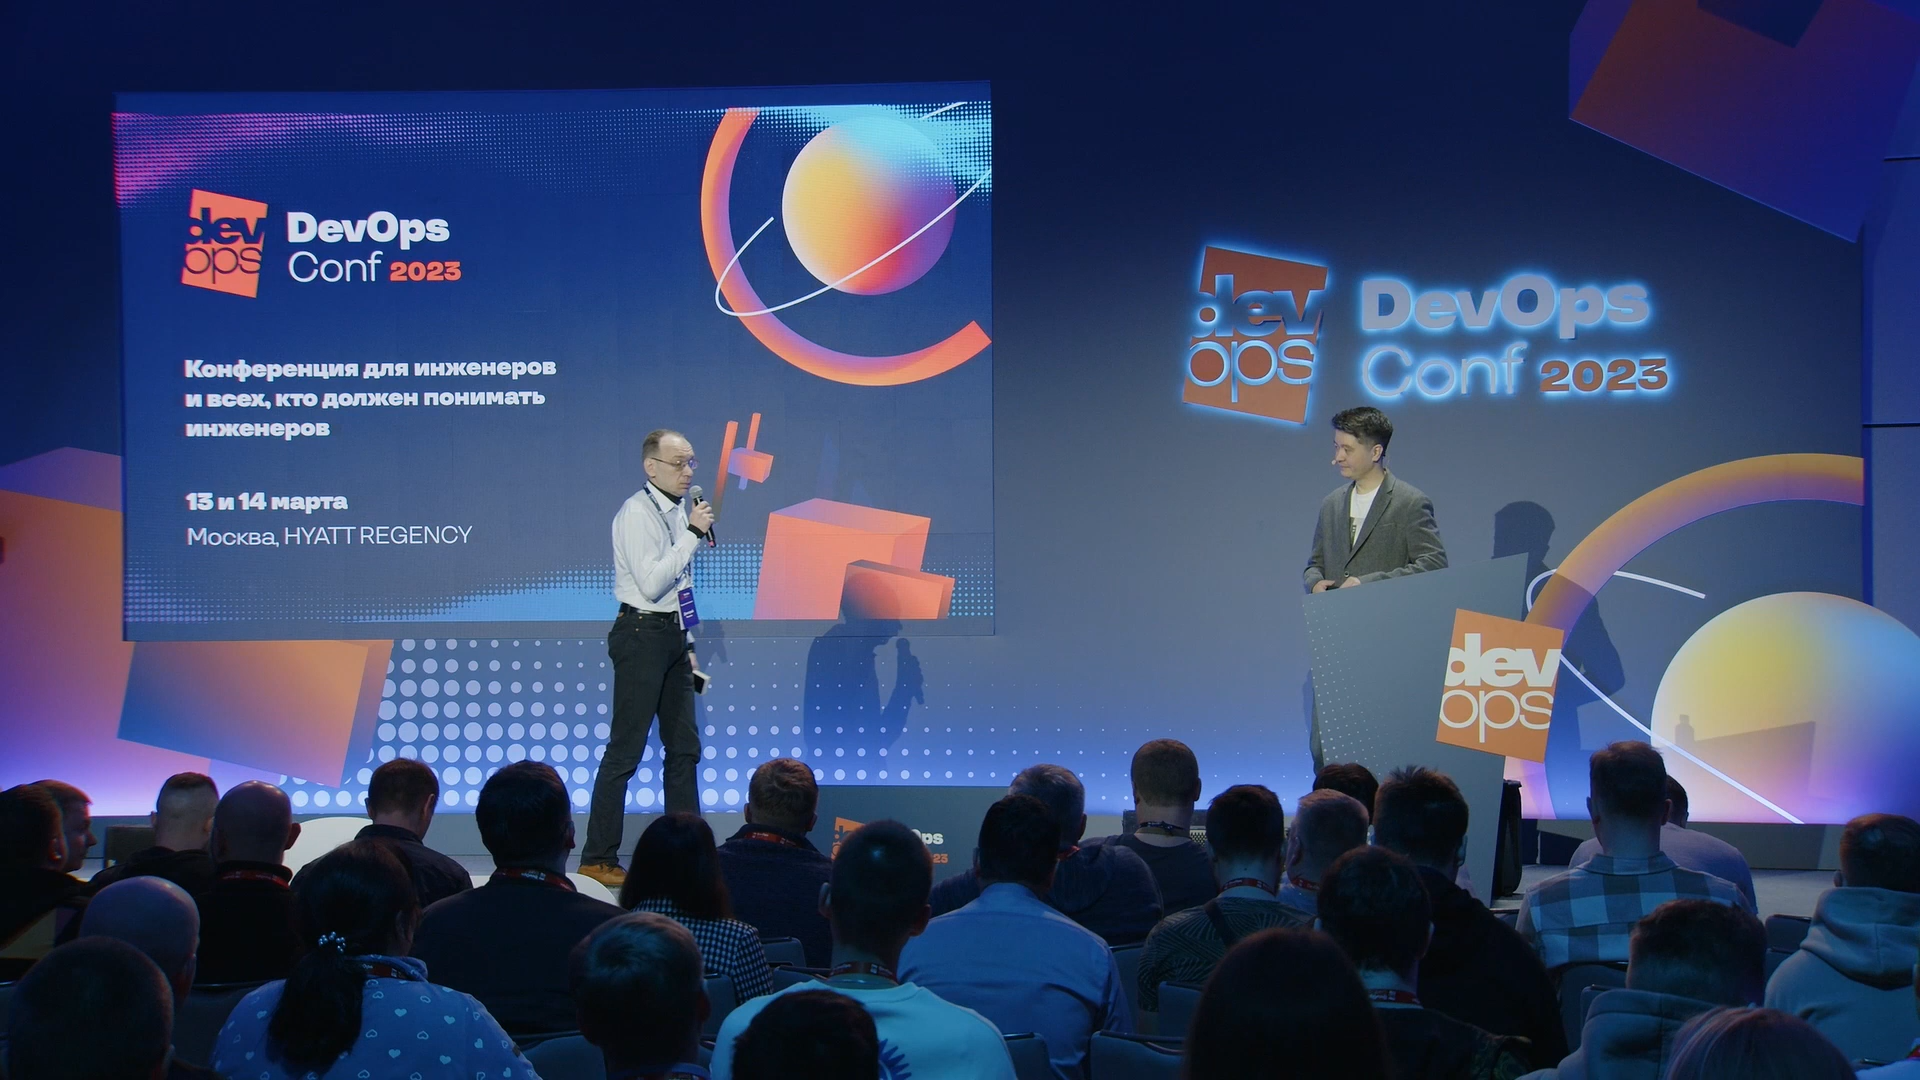 dev
ops
DevOps
Conf 2023
Конференция для инженеров
и всех, кто должен понимать
инженеров
13 и 14 марта
Москва, HYATT REGENCY
dev
ops
DevOps
Conf 2023
dev
ops